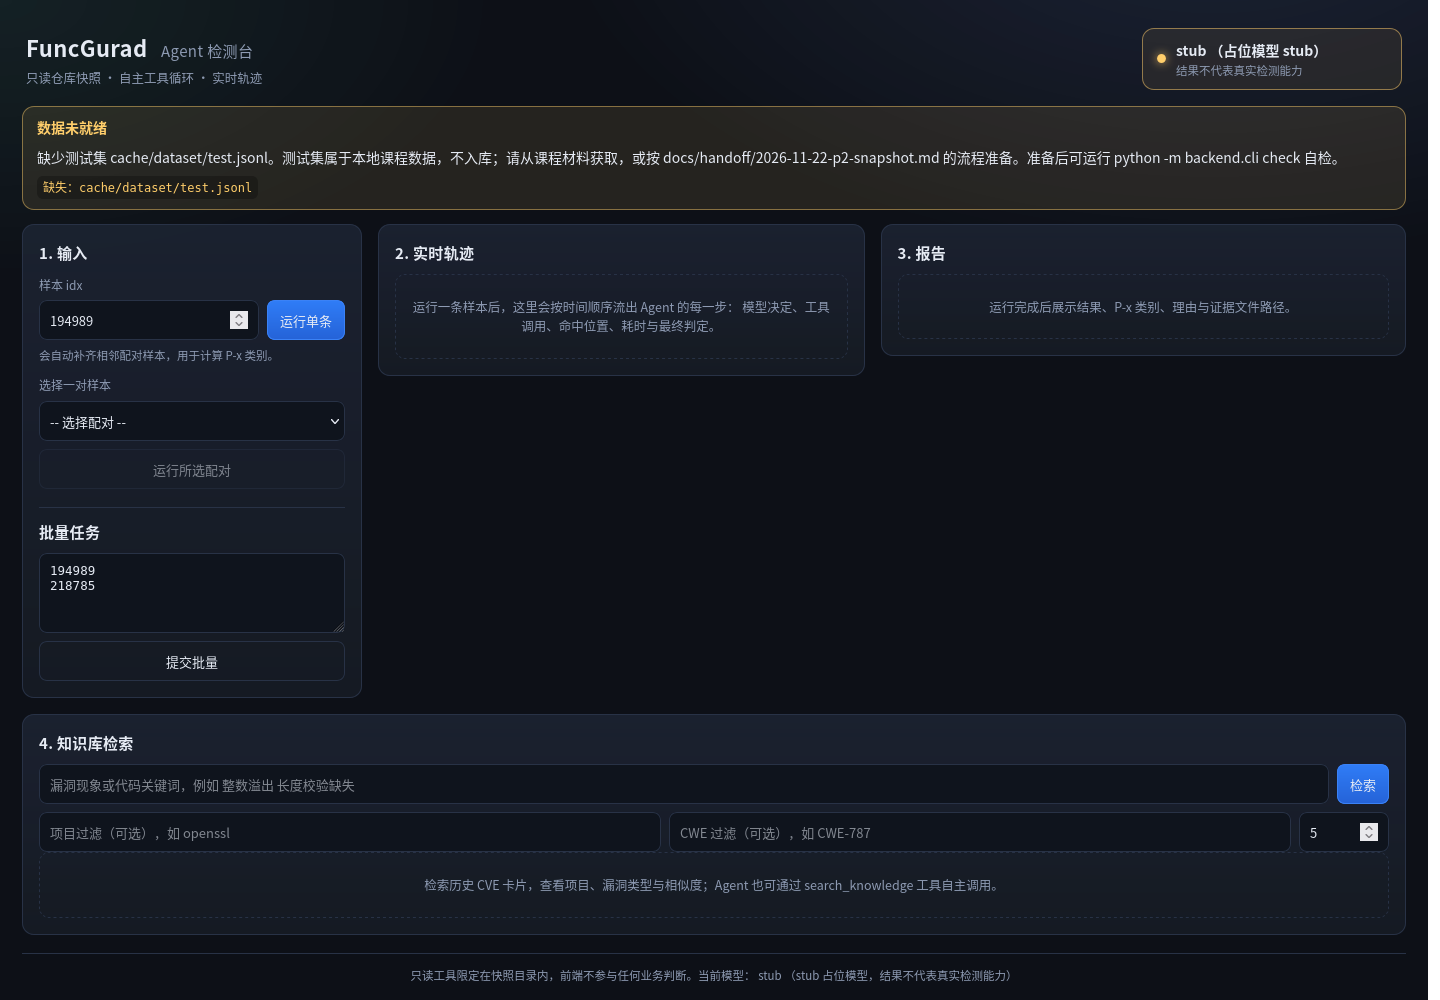 FuncGurad Agent 检测台
只读仓库快照 · 自主工具循环 · 实时轨迹
stub （占位模型 stub）
结果不代表真实检测能力
数据未就绪
缺少测试集 cache/dataset/test.jsonl。测试集属于本地课程数据，不入库；请从课程材料获取，或按 docs/handoff/2026-11-22-p2-snapshot.md 的流程准备。准备后可运行 python -m backend.cli check 自检。
缺失：cache/dataset/test.jsonl
1. 输入
样本 idx
194989
运行单条
会自动补齐相邻配对样本，用于计算 P-x 类别。
选择一对样本
-- 选择配对 --
运行所选配对
批量任务
194989
218785
提交批量
2. 实时轨迹
运行一条样本后，这里会按时间顺序流出 Agent 的每一步： 模型决定、工具
调用、命中位置、耗时与最终判定。
3. 报告
运行完成后展示结果、P-x 类别、理由与证据文件路径。
4. 知识库检索
漏洞现象或代码关键词，例如 整数溢出 长度校验缺失
检索
项目过滤（可选），如 openssl
CWE 过滤（可选），如 CWE-787
5
检索历史 CVE 卡片，查看项目、漏洞类型与相似度；Agent 也可通过 search_knowledge 工具自主调用。
只读工具限定在快照目录内，前端不参与任何业务判断。当前模型： stub （stub 占位模型，结果不代表真实检测能力）